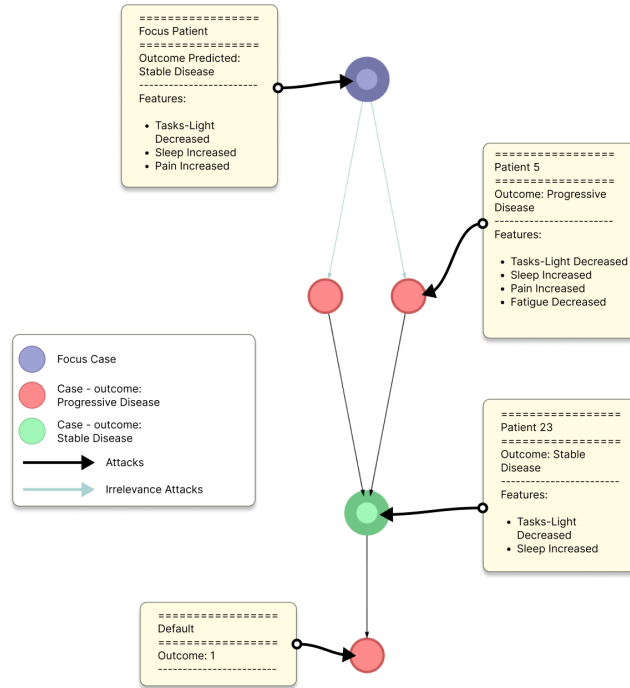 ==================
Focus Patient
==================
Outcome Predicted:
Stable Disease
-----------------------
Features:
• Tasks-Light
Decreased
• Sleep Increased
• Pain Increased
==================
Patient 5
==================
Outcome: Progressive
Disease
-----------------------
Features:
• Tasks-Light Decreased
• Sleep Increased
• Pain Increased
• Fatigue Decreased
Focus Case
Case - outcome:
Progressive Disease
Case - outcome:
Stable Disease
Attacks
Irrelevance Attacks
==================
Patient 23
==================
Outcome: Stable
Disease
-----------------------
Features:
• Tasks-Light
Decreased
• Sleep Increased
==================
Default
==================
Outcome: 1
-----------------------